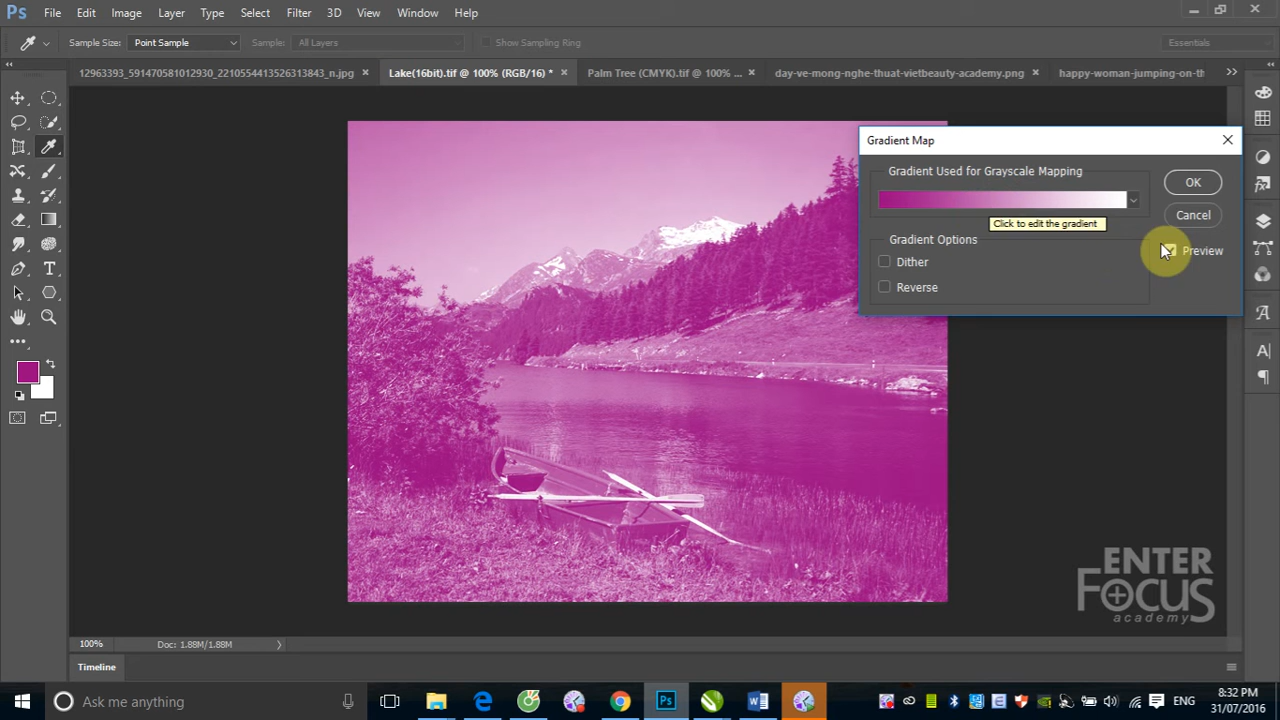 Ps File Edit Image Layer Type Select Filter 3D View Window Help
Sample Size: Point Sample Sample: All Layers Show Sampling Ring Essentials
12963393_591470581012930_2210554413526313843_n.jpg Lake(16bit).tif @ 100% (RGB/16) * Palm Tree (CMYK).tif @ 100% ... day-ve-mong-nghe-thuat-vietbeauty-academy.png happy-woman-jumping-on-th
Gradient Map
Gradient Used for Grayscale Mapping
OK
Click to edit the gradient
Cancel
Gradient Options
Preview
Dither
Reverse
ENTER
FOCUS
academy
100% Doc: 1.88M/1.88M
Timeline
Ask me anything
Ps
W
ENG
8:32 PM
31/07/2016